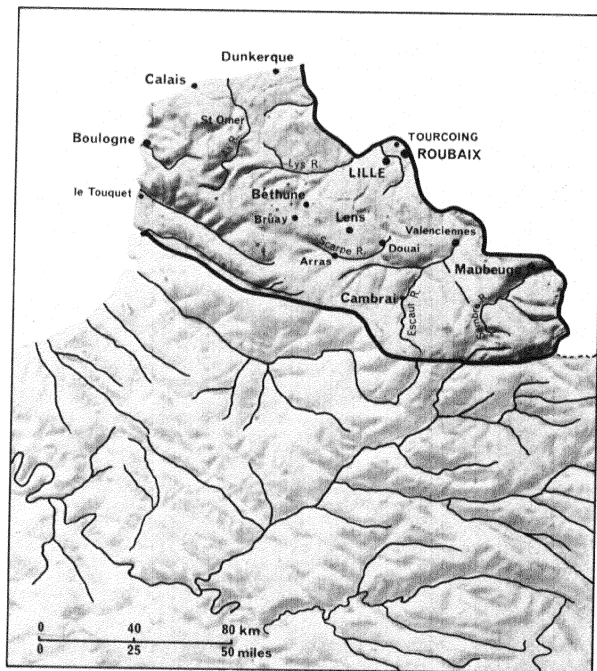 Dunkerque
Calais
St Omer
TOURCOING
Boulogne
ROUBAIX
Lys R.
LILLE
le Touquet
Béthune
Brūay
Lens
Valenciennes
Scarpe R.
Douai
Arras
Maubeuge
Cambrai
Escaut R.
0 40 80 km
0 25 50 miles